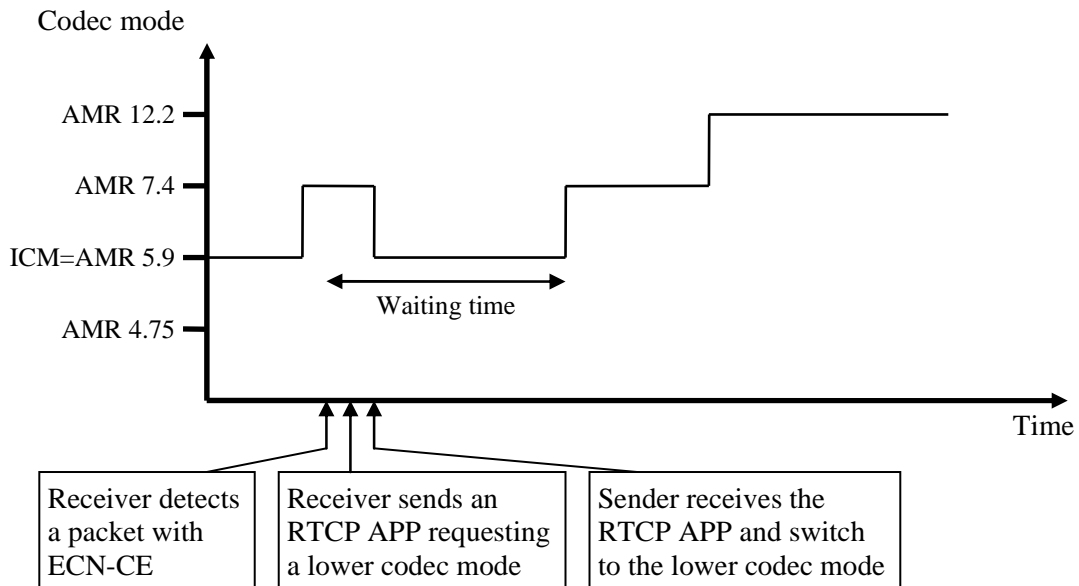 Codec mode
AMR 12.2
AMR 7.4
ICM=AMR 5.9
AMR 4.75
Waiting time
Time
Receiver detects
a packet with
ECN-CE
Receiver sends an
RTCP APP requesting
a lower codec mode
Sender receives the
RTCP APP and switch
to the lower codec mode